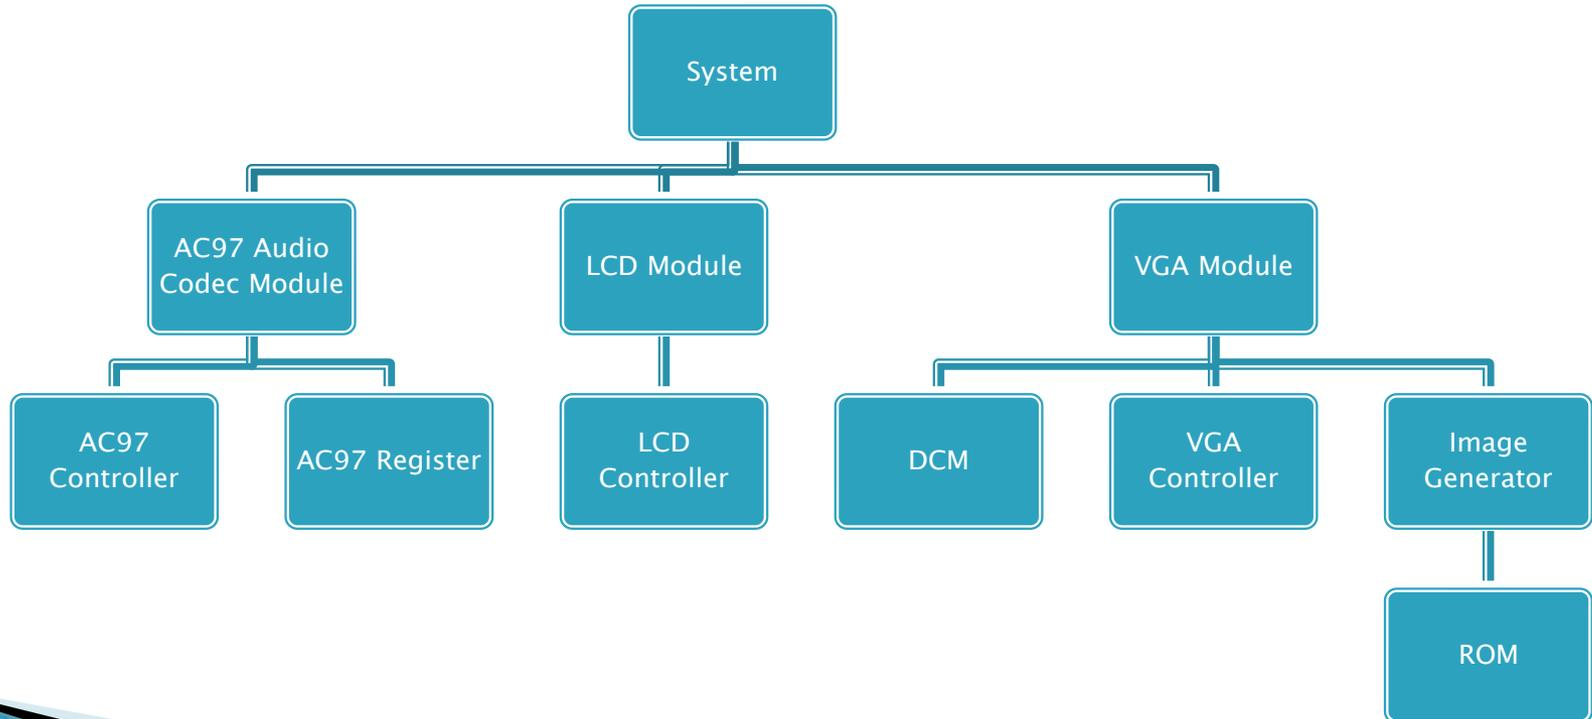 System
AC97 Audio
Codec Module
LCD Module
VGA Module
AC97
Controller
AC97 Register
LCD
Controller
DCM
VGA
Controller
Image
Generator
ROM